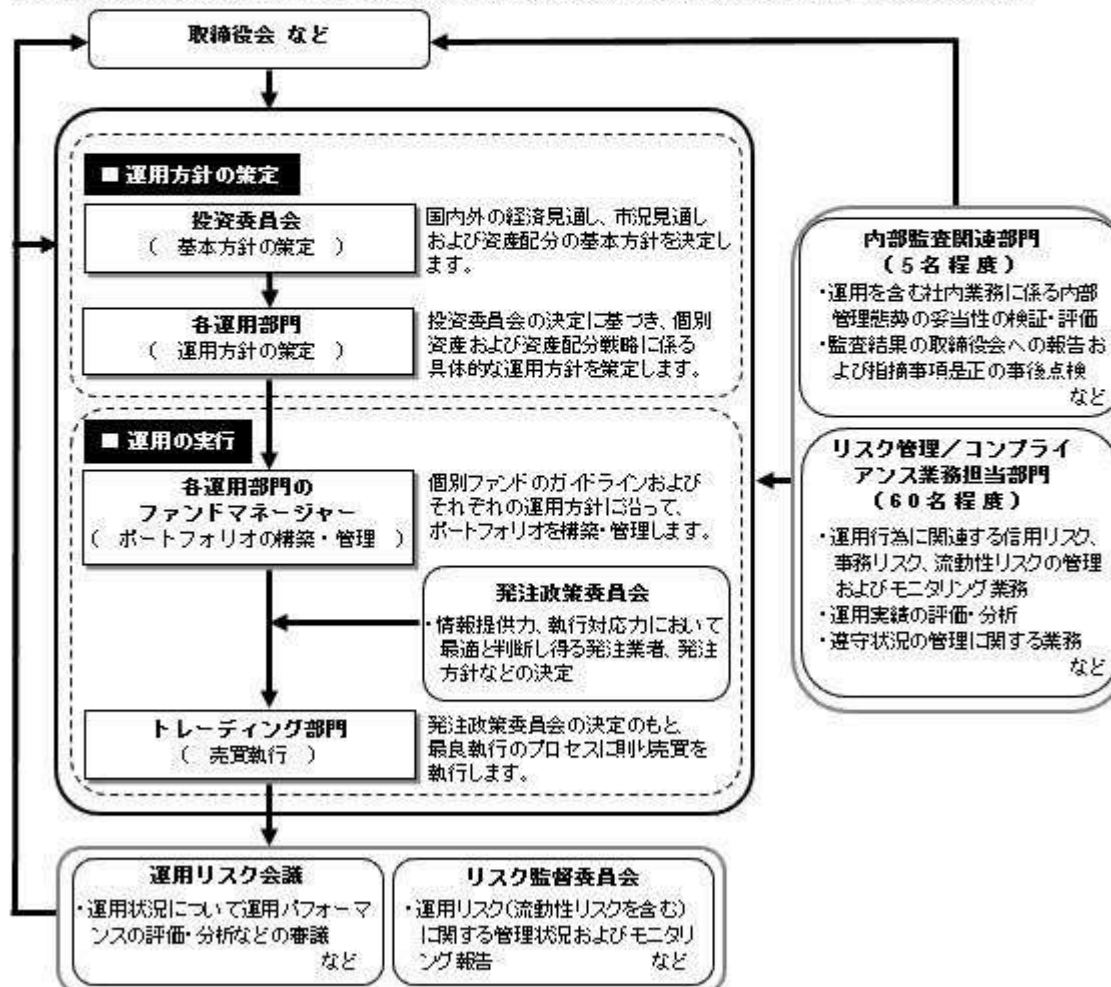 取締役会 など
■ 運用方針の策定
投資委員会
( 基本方針の策定 )
国内外の経済見通し、市況見通し
および資産配分の基本方針を決定し
ます。
各運用部門
( 運用方針の策定 )
投資委員会の決定に基づき、個別
資産および資産配分戦略に係る
具体的な運用方針を策定します。
■ 運用の実行
各運用部門の
ファンドマネージャー
( ポートフォリオの構築・管理 )
個別ファンドのガイドラインおよび
それぞれの運用方針に沿って、
ポートフォリオを構築・管理します。
発注政策委員会
・情報提供力、執行対応力において
最適と判断し得る発注業者、発注
方針などの決定
トレーディング部門
( 売買執行 )
発注政策委員会の決定のもと、
最良執行のプロセスに則り売買を
執行します。
内部監査関連部門
(5名程度)
・運用を含む社内業務に係る内部
管理態勢の妥当性の検証・評価
・監査結果の取締役会への報告お
よび指摘事項是正の事後点検
など
リスク管理/コンプライ
アンス業務担当部門
(60名程度)
・運用行為に関連する信用リスク、
事務リスク、流動性リスクの管理
およびモニタリング業務
・運用実績の評価・分析
・遵守状況の管理に関する業務
など
運用リスク会議
・運用状況について運用パフォーマ
ンスの評価・分析などの審議
など
リスク監督委員会
・運用リスク(流動性リスクを含む)
に関する管理状況およびモニタリ
ング報告 など